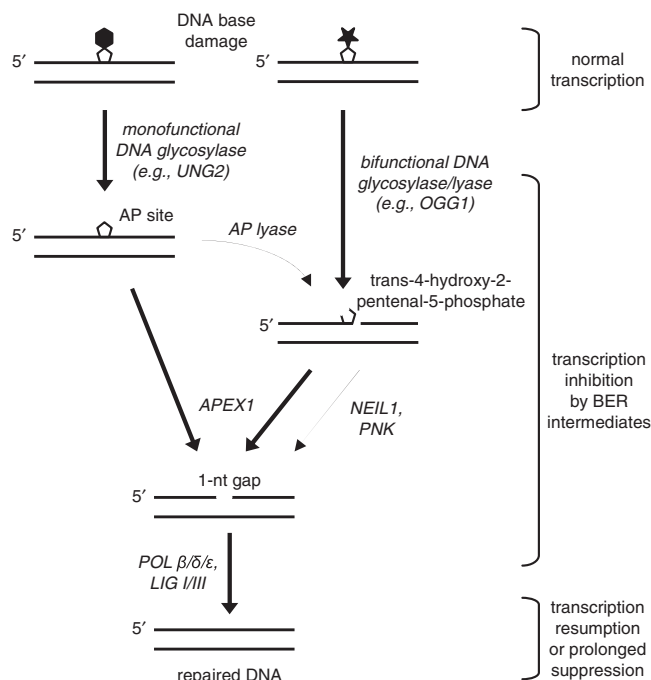 DNA base
damage
5′
5′
normal
transcription
monofunctional
DNA glycosylase
(e.g., UNG2)
bifunctional DNA
glycosylase/lyase
(e.g., OGG1)
AP site
5′
AP lyase
trans-4-hydroxy-2-
pentenal-5-phosphate
5′
transcription
inhibition
by BER
intermediates
APEX1
NEIL1,
PNK
1-nt gap
5′
POL β/δ/ε,
LIG I/III
5′
repaired DNA
transcription
resumption
or prolonged
suppression